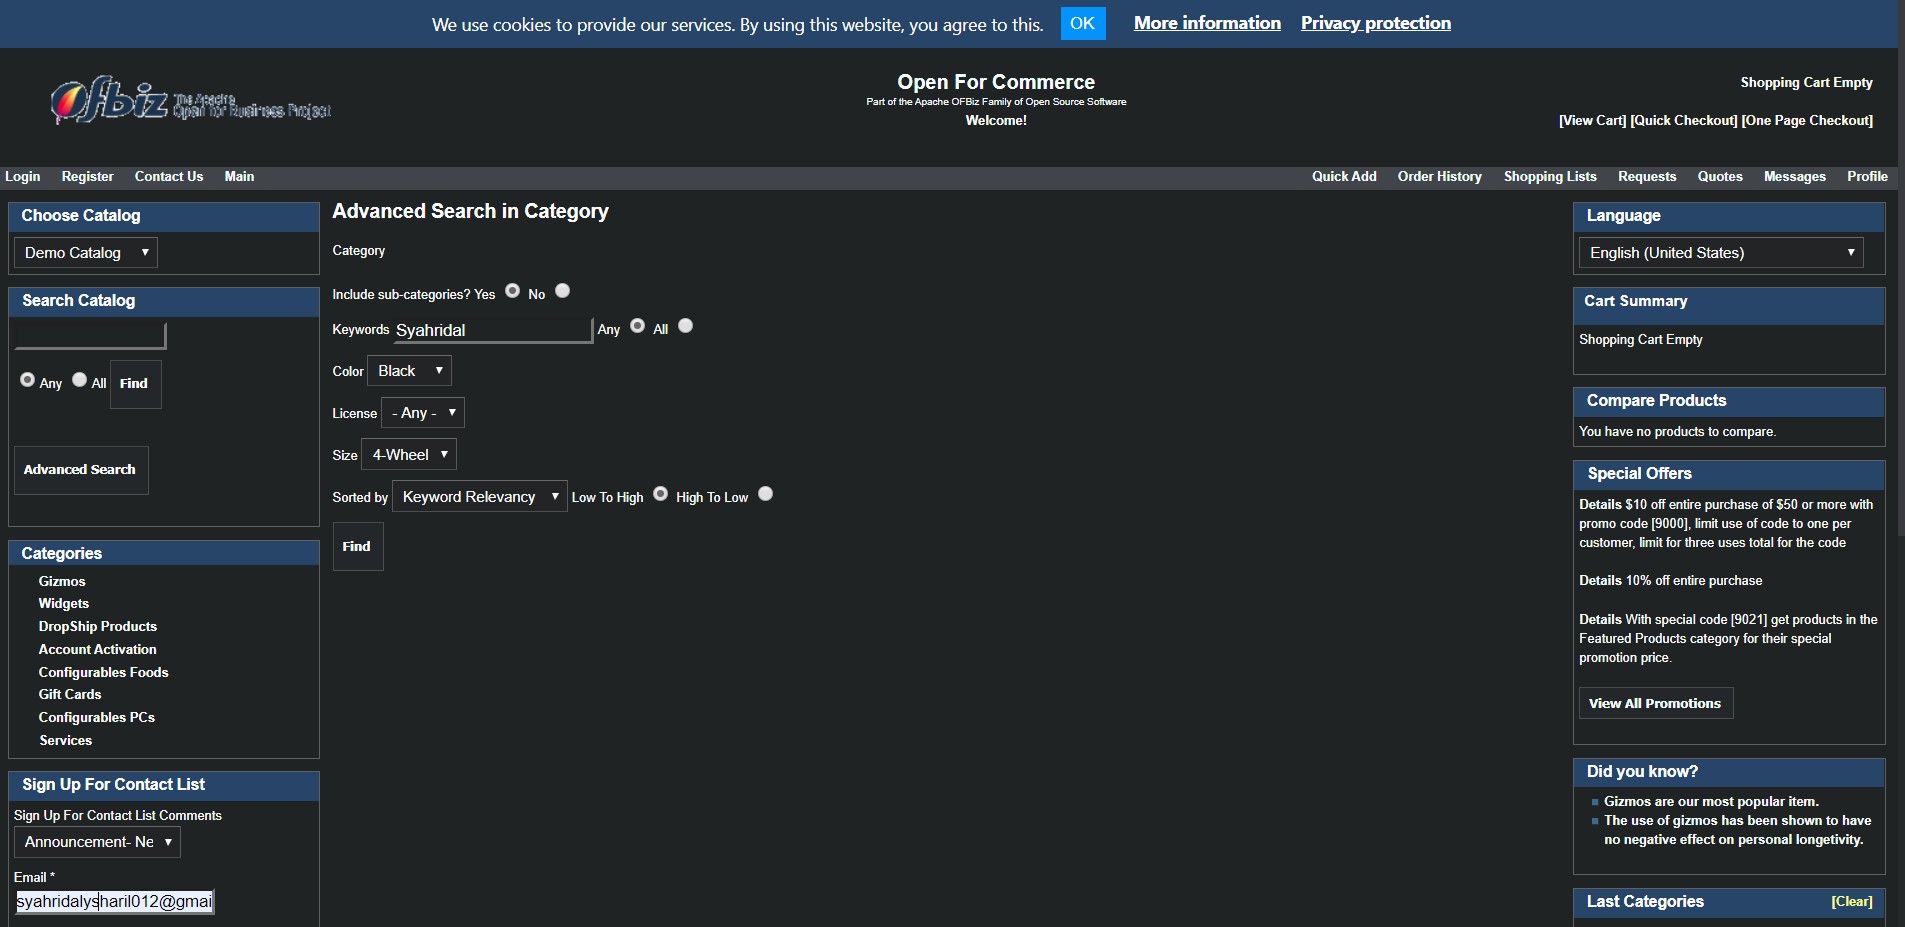 We use cookies to provide our services. By using this website, you agree to this. OK More information Privacy protection
Ofbiz The Apache Open for Business Project
Open For Commerce
Part of the Apache OFBiz Family of Open Source Software
Welcome!
Shopping Cart Empty
[View Cart] [Quick Checkout] [One Page Checkout]
Login Register Contact Us Main
Quick Add Order History Shopping Lists Requests Quotes Messages Profile
Choose Catalog
Demo Catalog
Search Catalog
Any All Find
Advanced Search
Categories
Gizmos
Widgets
DropShip Products
Account Activation
Configurables Foods
Gift Cards
Configurables PCs
Services
Sign Up For Contact List
Sign Up For Contact List Comments
Announcement- Ne
Email *
syahridalysharil012@gmai
Advanced Search in Category
Category
Include sub-categories? Yes No
Keywords Syahridal Any All
Color Black
License - Any -
Size 4-Wheel
Sorted by Keyword Relevancy Low To High High To Low
Find
Language
English (United States)
Cart Summary
Shopping Cart Empty
Compare Products
You have no products to compare.
Special Offers
Details $10 off entire purchase of $50 or more with
promo code [9000], limit use of code to one per
customer, limit for three uses total for the code
Details 10% off entire purchase
Details With special code [9021] get products in the
Featured Products category for their special
promotion price.
View All Promotions
Did you know?
Gizmos are our most popular item.
The use of gizmos has been shown to have
no negative effect on personal longetivity.
Last Categories [Clear]